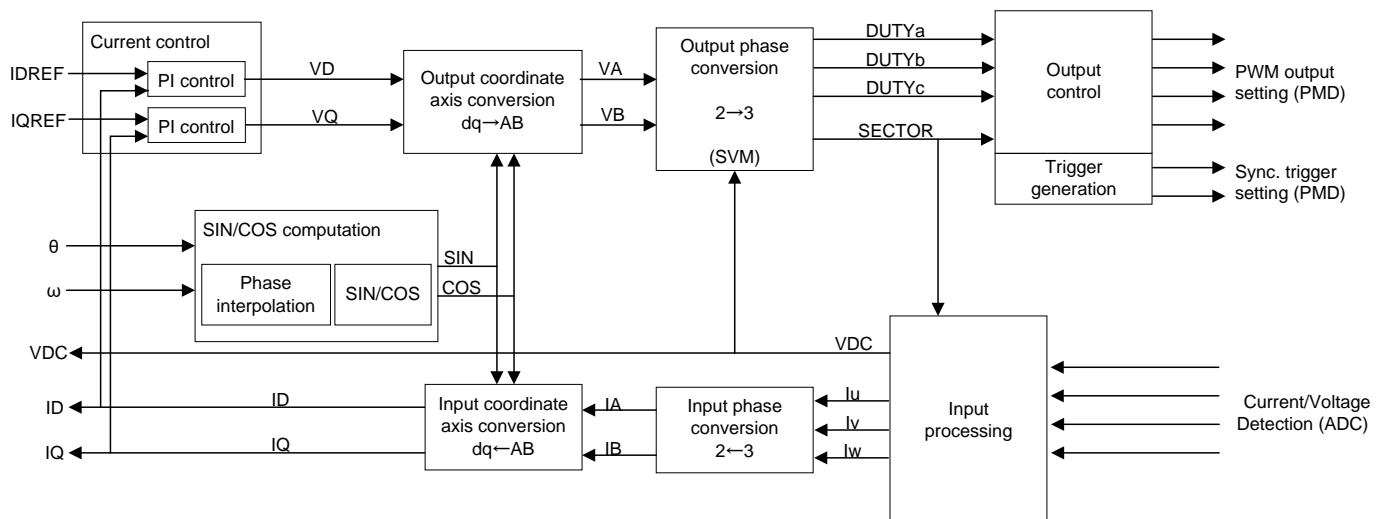 Current control
IDREF
PI control
VD
IQREF
PI control
VQ
Output coordinate
axis conversion
dq→AB
VA
VB
Output phase
conversion
2→3
(SVM)
DUTYa
DUTYb
DUTYc
SECTOR
Output
control
Trigger
generation
PWM output
setting (PMD)
Sync. trigger
setting (PMD)
θ
ω
SIN/COS computation
Phase
interpolation
SIN/COS
SIN
COS
VDC
VDC
ID
ID
IQ
IQ
Input coordinate
axis conversion
dq←AB
IA
IB
Input phase
conversion
2←3
Iu
Iv
Iw
Input
processing
Current/Voltage
Detection (ADC)